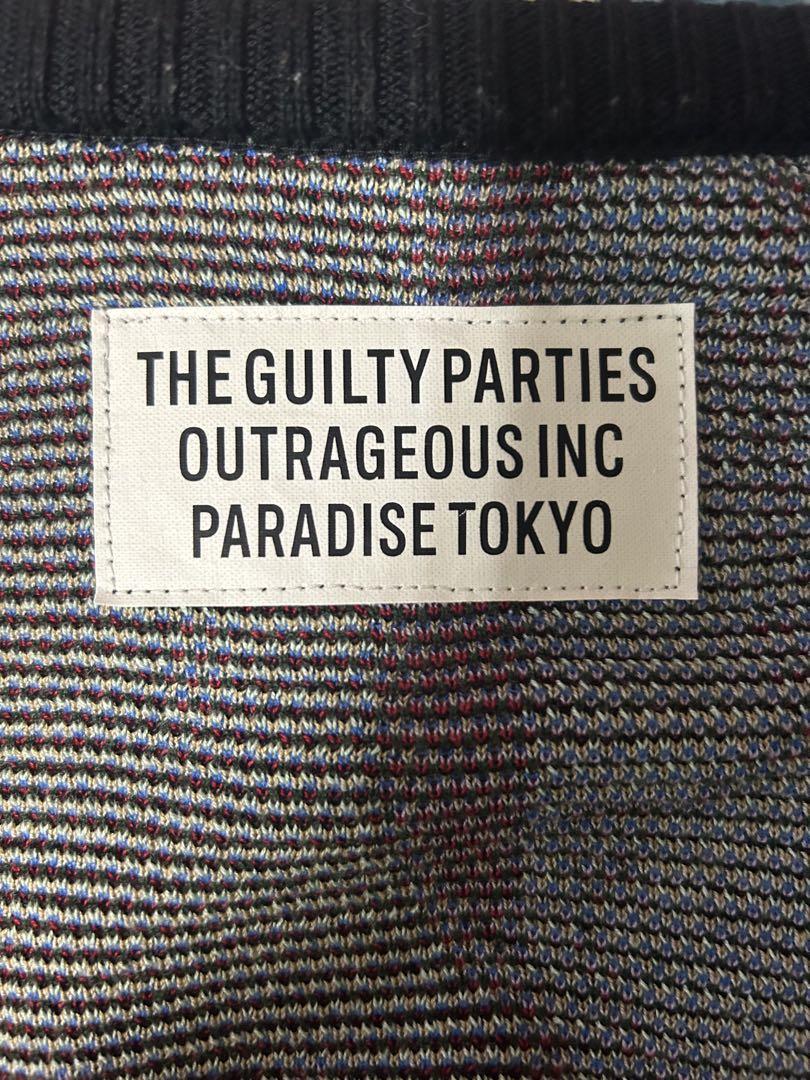 THE GUILTY PARTIES
OUTRAGEOUS INC
PARADISE TOKYO